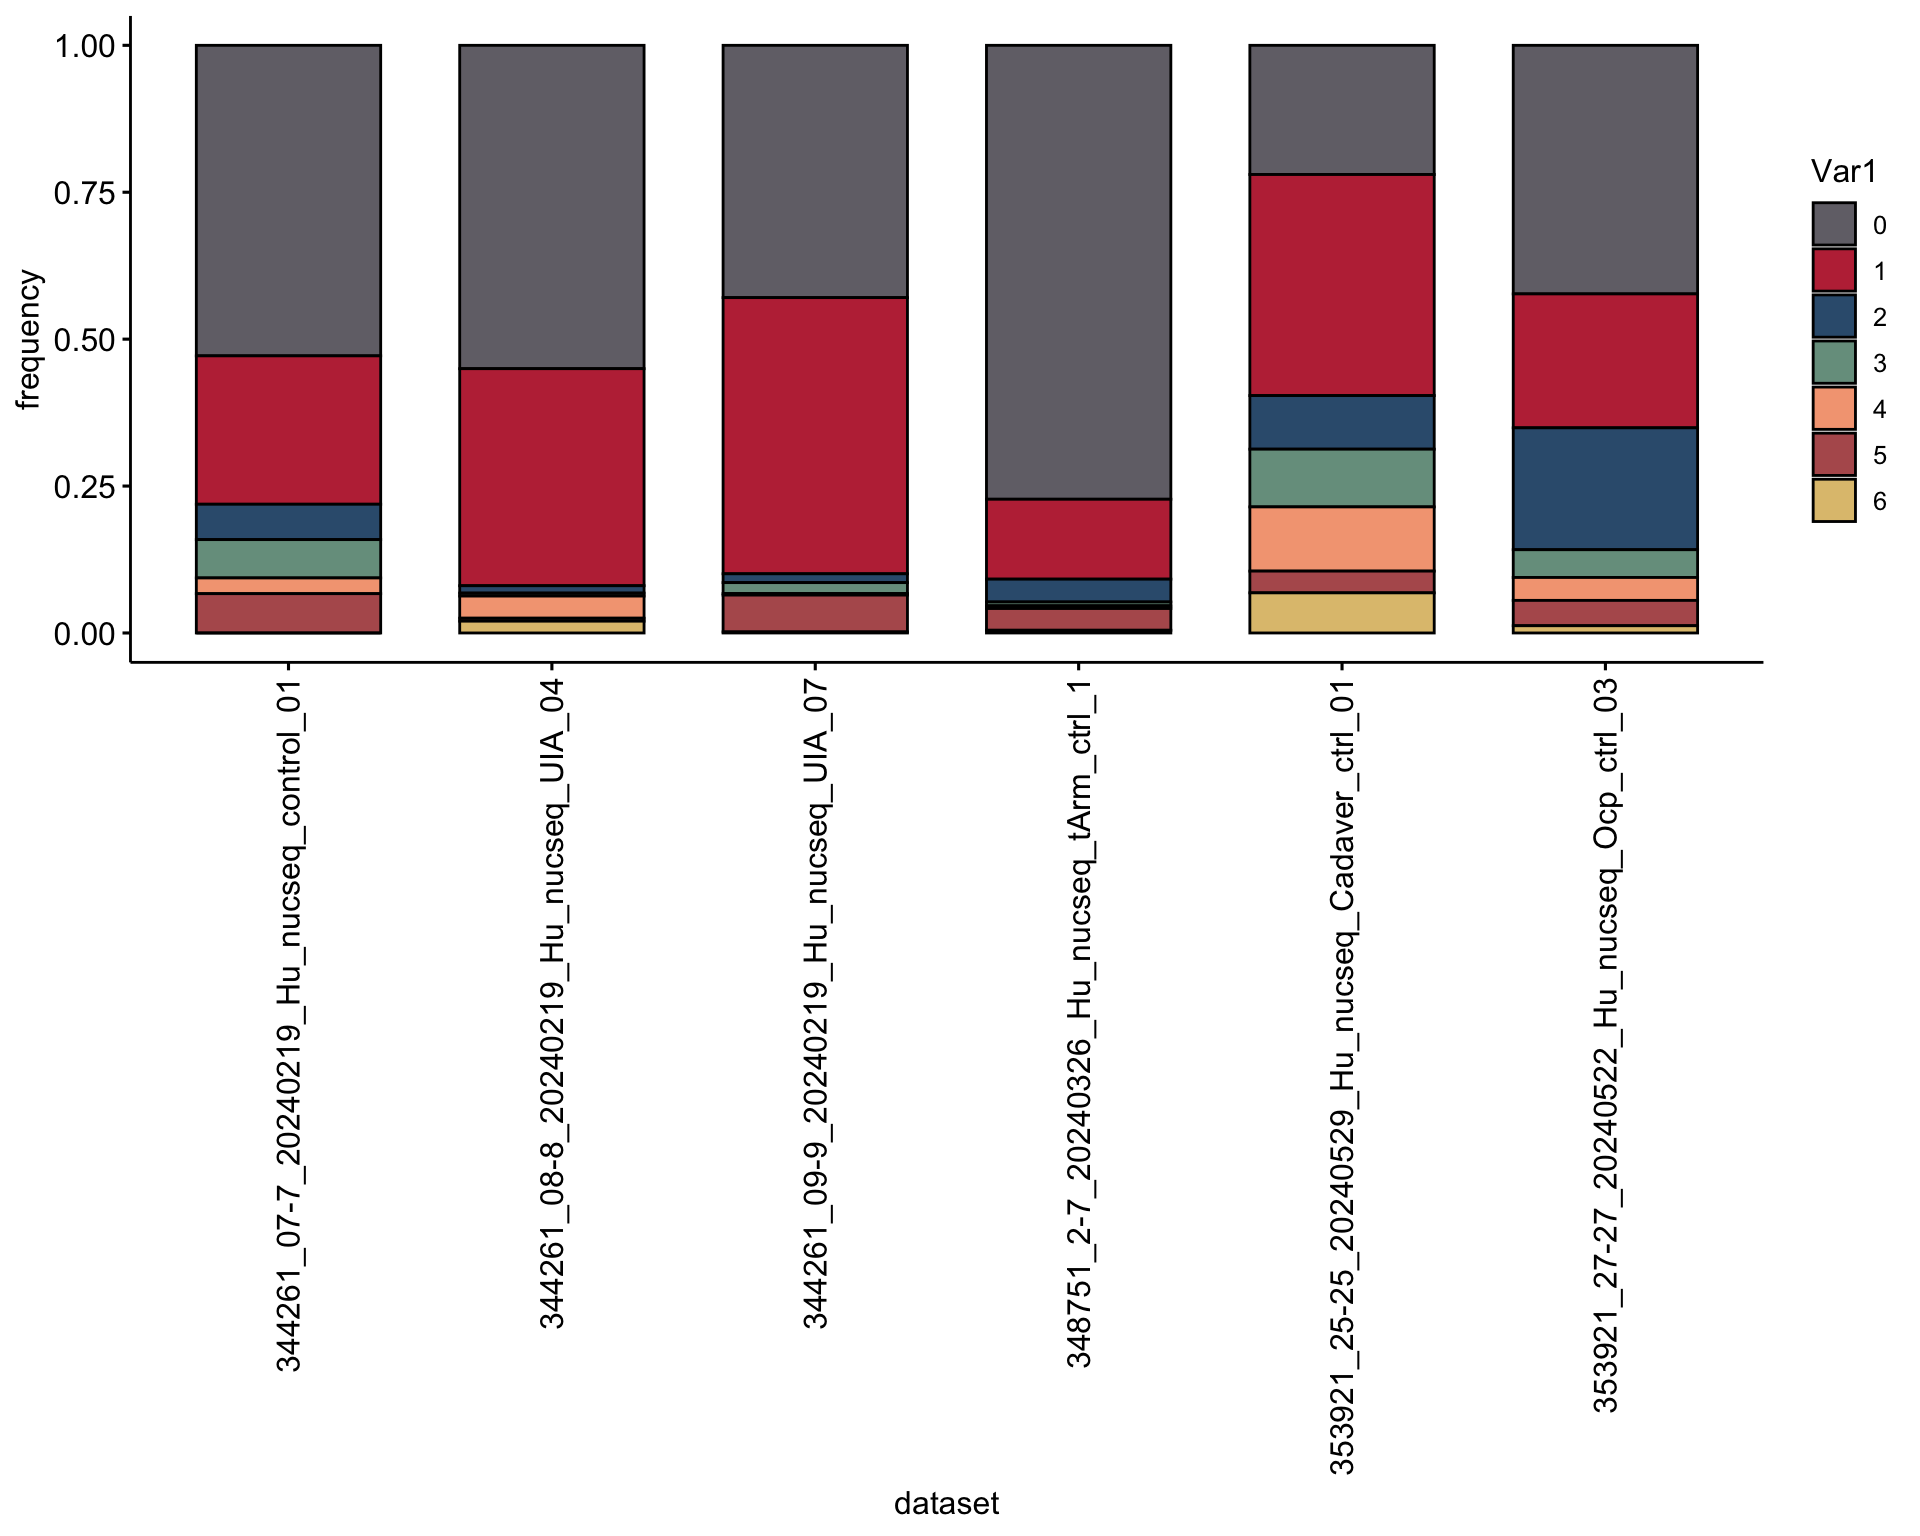 frequency
1.00
0.75
0.50
0.25
0.00
344261_07-7_20240219_Hu_nucseq_control_01
344261_08-8_20240219_Hu_nucseq_UIA_04
344261_09-9_20240219_Hu_nucseq_UIA_07
348751_2-7_20240326_Hu_nucseq_tArm_ctrl_1
353921_25-25_20240529_Hu_nucseq_Cadaver_ctrl_01
353921_27-27_20240522_Hu_nucseq_Ocp_ctrl_03
dataset
Var1
0
1
2
3
4
5
6